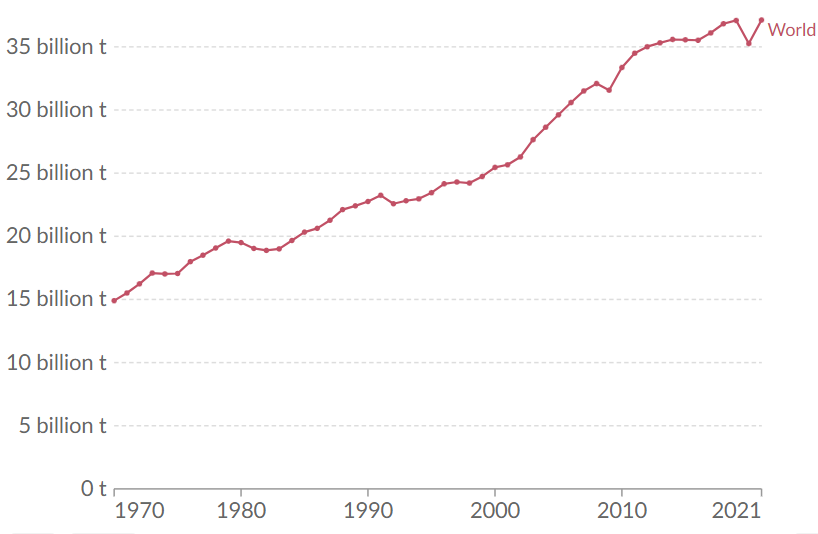 World
35 billion t
30 billion t
25 billion t
20 billion t
15 billion t
10 billion t
5 billion t
0 t
1970 1980 1990 2000 2010 2021